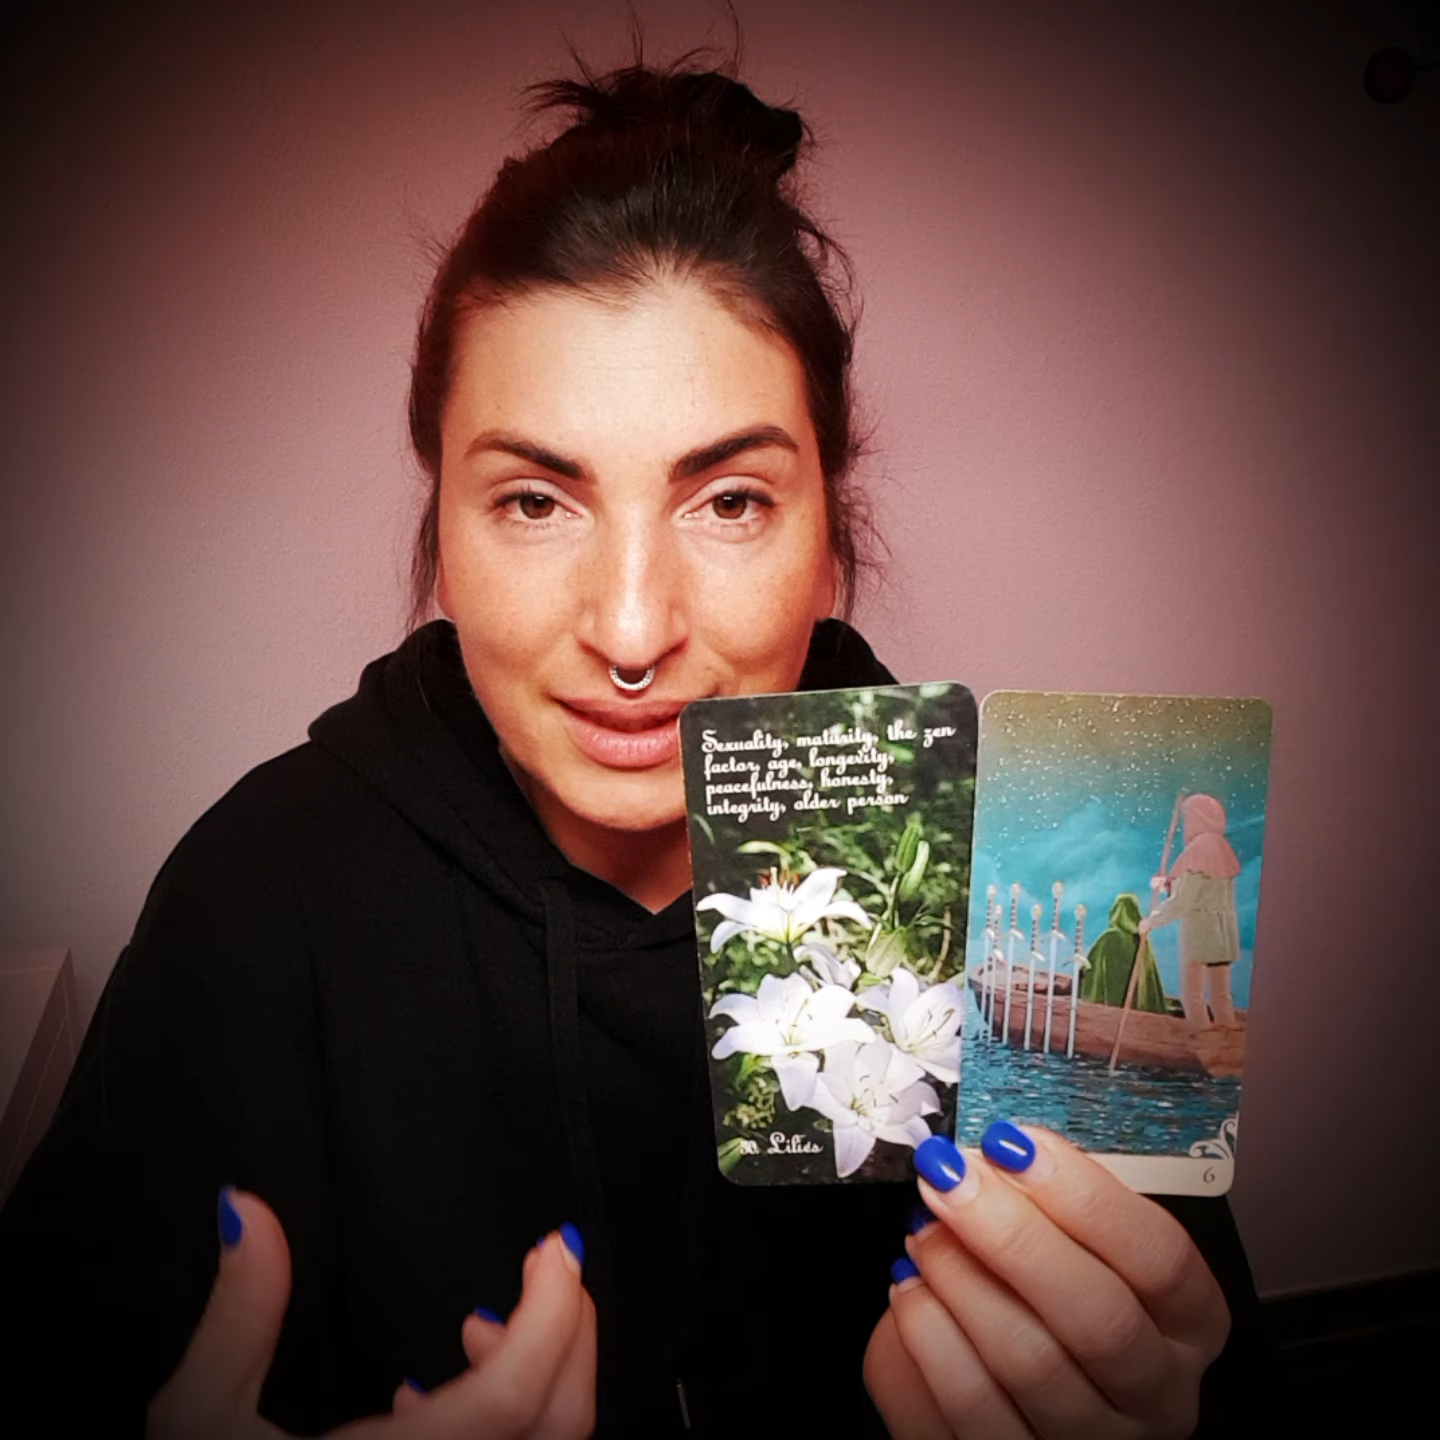 Sexuality, maturity, the zen
factor, age, longevity,
peacefulness, honesty,
integrity, older person
30. Lilies
6